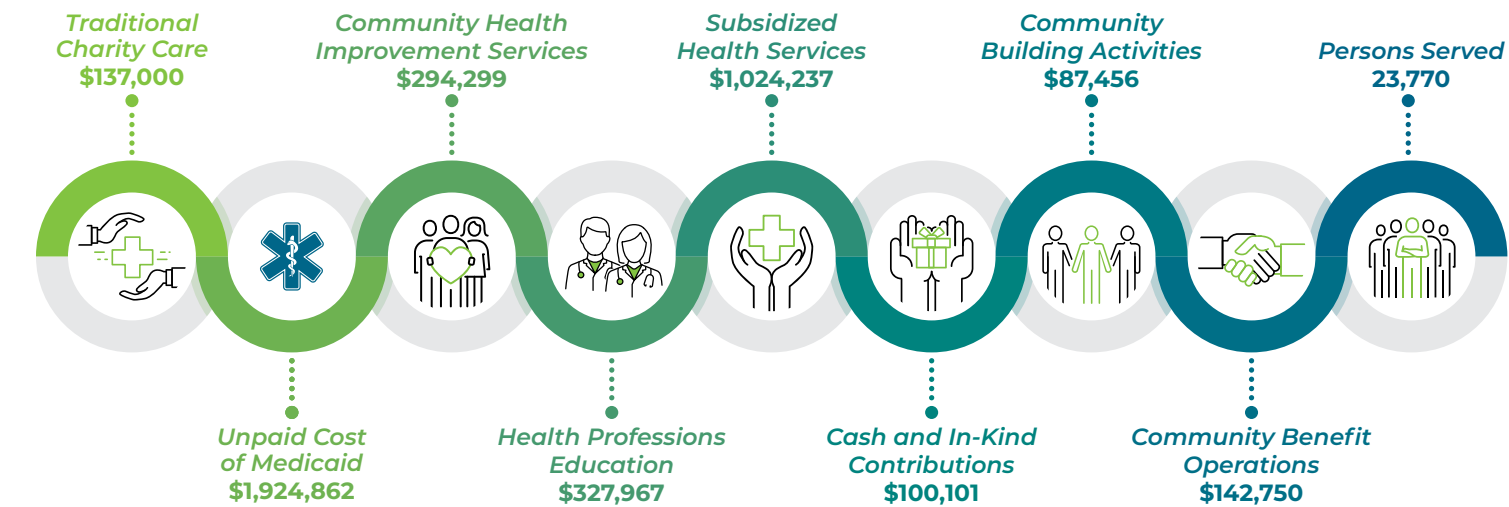 Traditional
Charity Care
$137,000
Community Health
Improvement Services
$294,299
Subsidized
Health Services
$1,024,237
Community
Building Activities
$87,456
Persons Served
23,770
Unpaid Cost
of Medicaid
$1,924,862
Health Professions
Education
$327,967
Cash and In-Kind
Contributions
$100,101
Community Benefit
Operations
$142,750